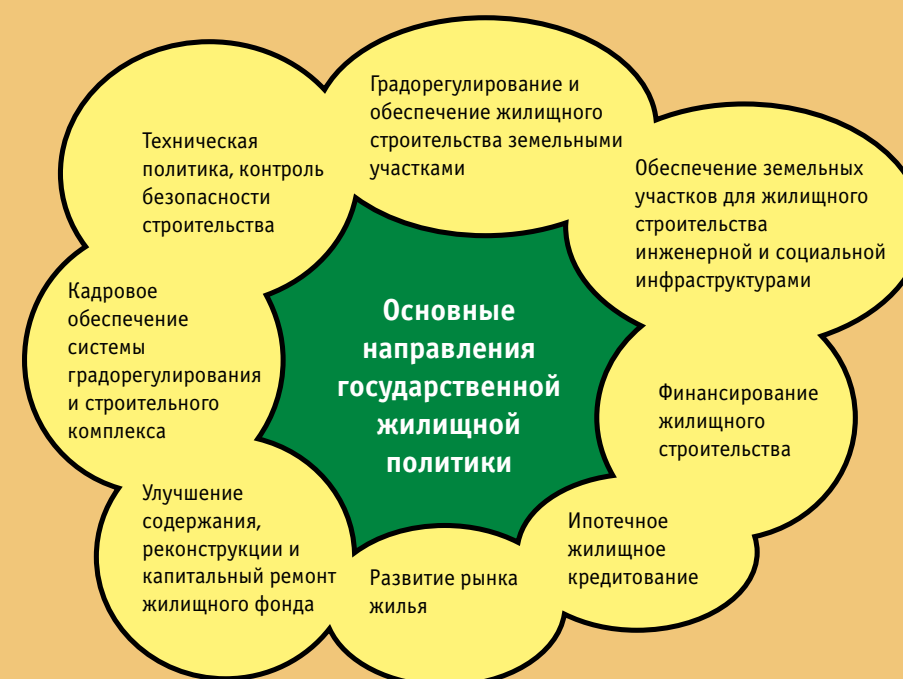 Градорегулирование и
обеспечение жилищного
строительства земельными
участками
Техническая
политика, контроль
безопасности
строительства
Обеспечение земельных
участков для жилищного
строительства
инженерной и социальной
инфраструктурами
Кадровое
обеспечение
системы
градорегулирования
и строительного
комплекса
Основные
направления
государственной
жилищной
политики
Финансирование
жилищного
строительства
Улучшение
содержания,
реконструкции и
капитальный ремонт
жилищного фонда
Развитие рынка
жилья
Ипотечное
жилищное
кредитование